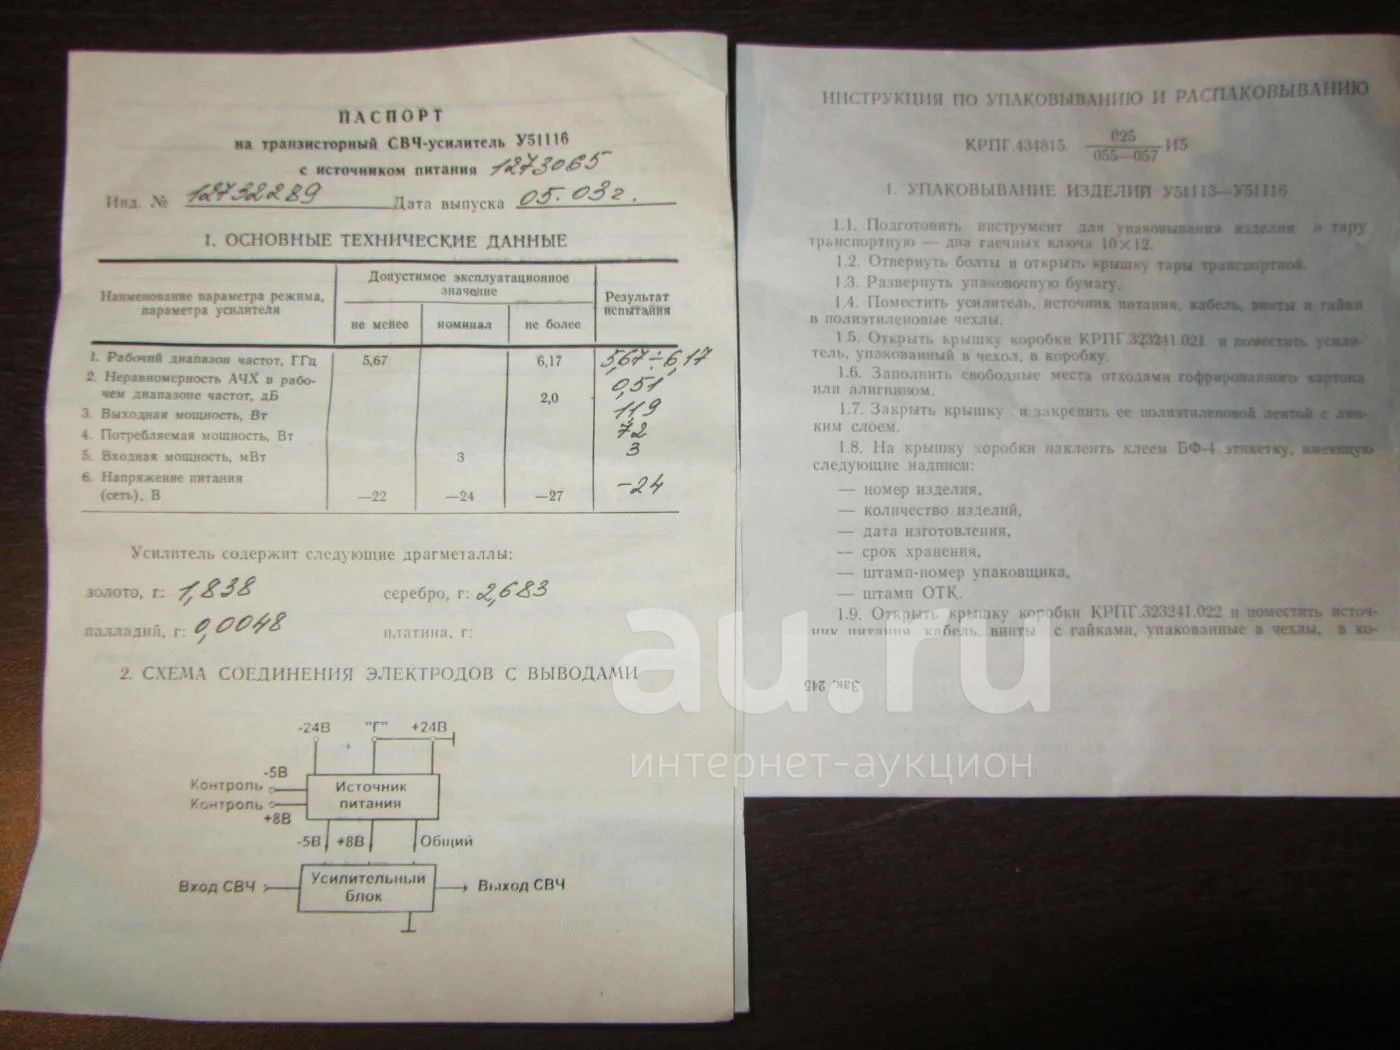 ПАСПОРТ
на транзисторный СВЧ-усилитель У51116
с источником питания 1273065
Инд. № 12732289 Дата выпуска 05.03г.
1. ОСНОВНЫЕ ТЕХНИЧЕСКИЕ ДАННЫЕ
Наименование параметра режима, параметра усилителя
Допустимое эксплуатационное значение
Результат испытания
не менее номинал не более
1. Рабочий диапазон частот, ГГц 5,67 6,17 5,67÷6,17
2. Неравномерность АЧХ в рабо-
чем диапазоне частот, дБ 2,0 0,51
3. Выходная мощность, Вт 11,9
4. Потребляемая мощность, Вт 72
5. Входная мощность, мВт 3 3
6. Напряжение питания
(сеть), В —22 —24 —27 -24
Усилитель содержит следующие драгметаллы:
золото, г: 1,838 серебро, г: 2,683
палладий, г: 0,0048 платина, г:
2. СХЕМА СОЕДИНЕНИЯ ЭЛЕКТРОДОВ С ВЫВОДАМИ
-24В "Г" +24В
-5В
Контроль
Контроль
+8В
Источник
питания
-5В +8В Общий
Вход СВЧ
Усилительный
блок
Выход СВЧ
ИНСТРУКЦИЯ ПО УПАКОВЫВАНИЮ И РАСПАКОВЫВАНИЮ
КРПГ.434815. 025
055—057 И5
1. УПАКОВЫВАНИЕ ИЗДЕЛИЙ У51113—У51116
1.1. Подготовить инструмент для упаковывания изделия в тару
транспортную — два гаечных ключа 10×12.
1.2. Отвернуть болты и открыть крышку тары транспортной.
1.3. Развернуть упаковочную бумагу.
1.4. Поместить усилитель, источник питания, кабель, винты и гайки
в полиэтиленовые чехлы.
1.5. Открыть крышку коробки КРПГ.323241.021 и поместить усили-
тель, упакованный в чехол, в коробку.
1.6. Заполнить свободные места отходами гофрированного картона
или алигнином.
1.7. Закрыть крышку и закрепить ее полиэтиленовой лентой с лип-
ким слоем.
1.8. На крышку коробки наклеить клеем БФ-4 этикетку, имеющую
следующие надписи:
— номер изделия,
— количество изделий,
— дата изготовления,
— срок хранения,
— штамп-номер упаковщика,
— штамп ОТК.
1.9. Открыть крышку коробки КРПГ.323241.022 и поместить источ-
ник питания, кабель, винты с гайками, упакованные в чехлы, в ко-
Зак. 245
au.ru
интернет-аукцион